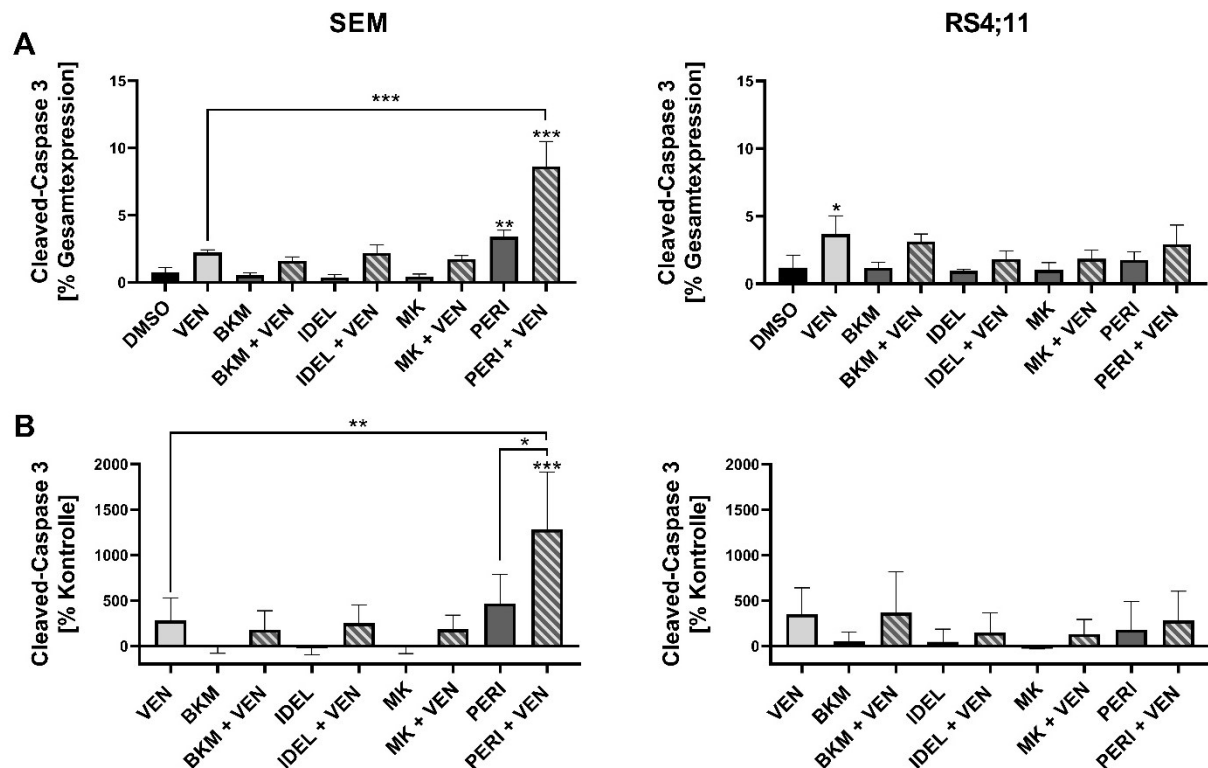 SEM
RS4;11
A
Cleaved-Caspase 3
[% Gesamtexpression]
15
10
5
0
***
***
**
DMSO
VEN
BKM
BKM + VEN
IDEL
IDEL + VEN
MK
MK + VEN
PERI
PERI + VEN
Cleaved-Caspase 3
[% Gesamtexpression]
15
10
5
0
*
DMSO
VEN
BKM
BKM + VEN
IDEL
IDEL + VEN
MK
MK + VEN
PERI
PERI + VEN
B
Cleaved-Caspase 3
[% Kontrolle]
2000
1500
1000
500
0
**
*
***
VEN
BKM
BKM + VEN
IDEL
IDEL + VEN
MK
MK + VEN
PERI
PERI + VEN
Cleaved-Caspase 3
[% Kontrolle]
2000
1500
1000
500
0
VEN
BKM
BKM + VEN
IDEL
IDEL + VEN
MK
MK + VEN
PERI
PERI + VEN